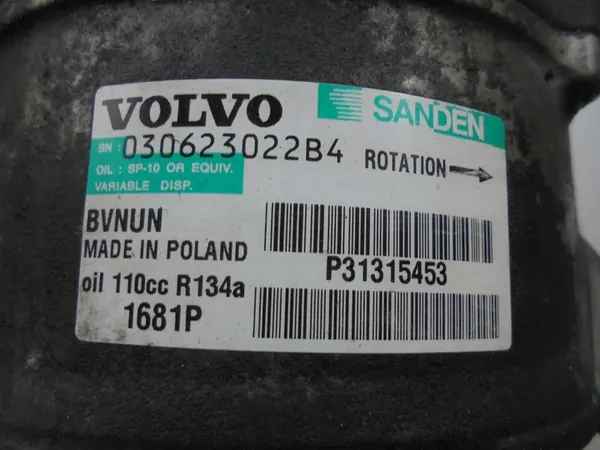 VOLVO
SANDEN
SN : 030623022B4
ROTATION →
OIL : SP-10 OR EQUIV.
VARIABLE DISP.
BVNUN
MADE IN POLAND
P31315453
oil 110cc R134a
1681P